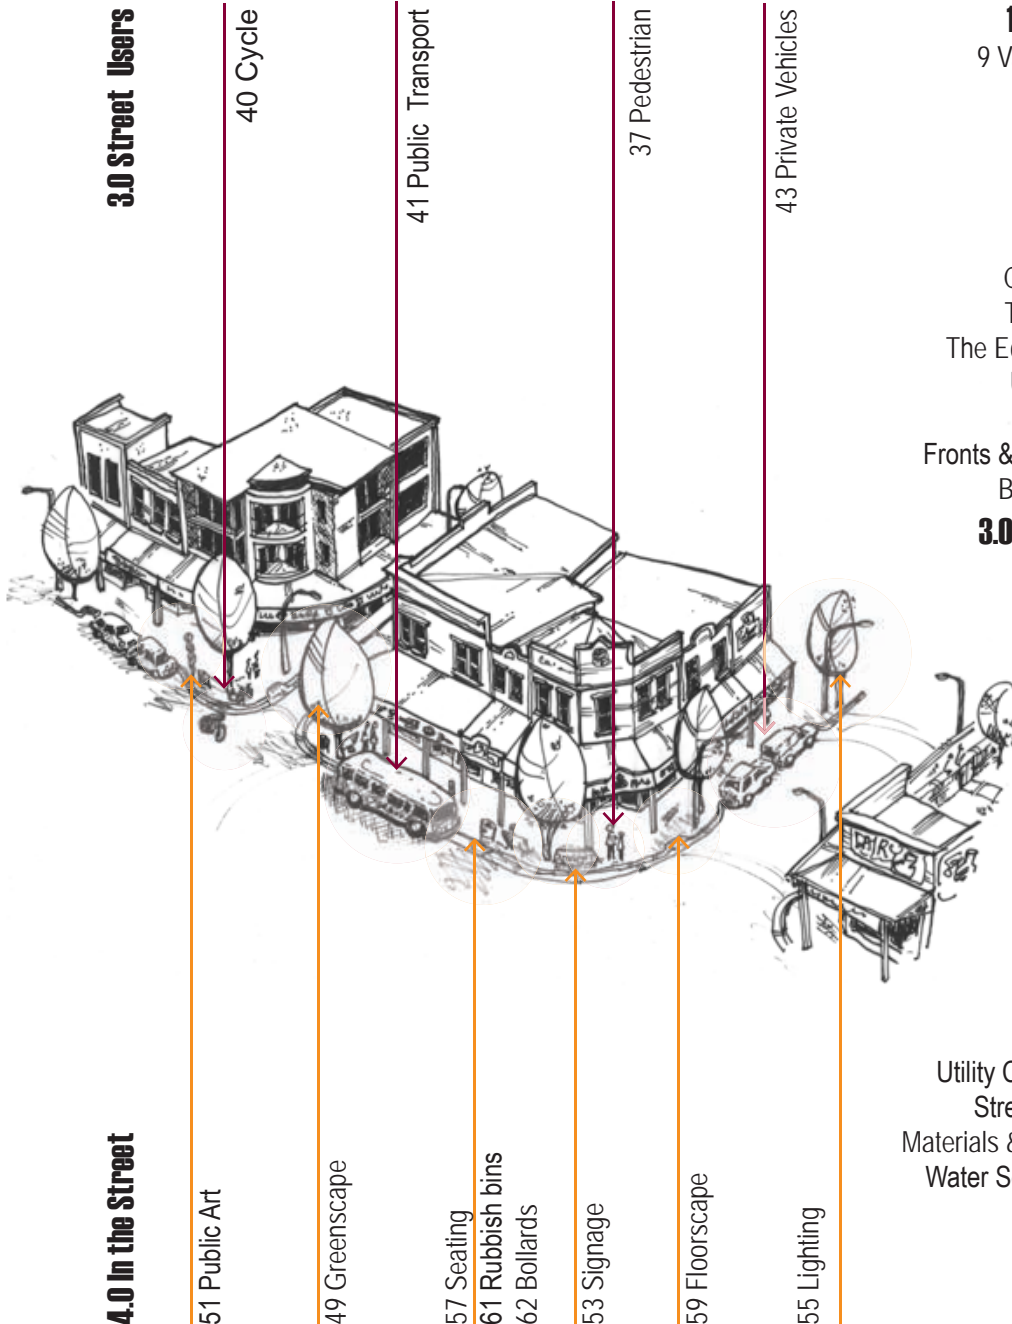 3.0 Street Users
40 Cycle
41 Public Transport
37 Pedestrian
43 Private Vehicles
9 V
The
Fronts &
B
3.0
DAIRY
4.0 In the Street
51 Public Art
49 Greenscape
57 Seating
61 Rubbish bins
62 Bollards
53 Signage
59 Floorscape
55 Lighting
Utility
Materials &
Water